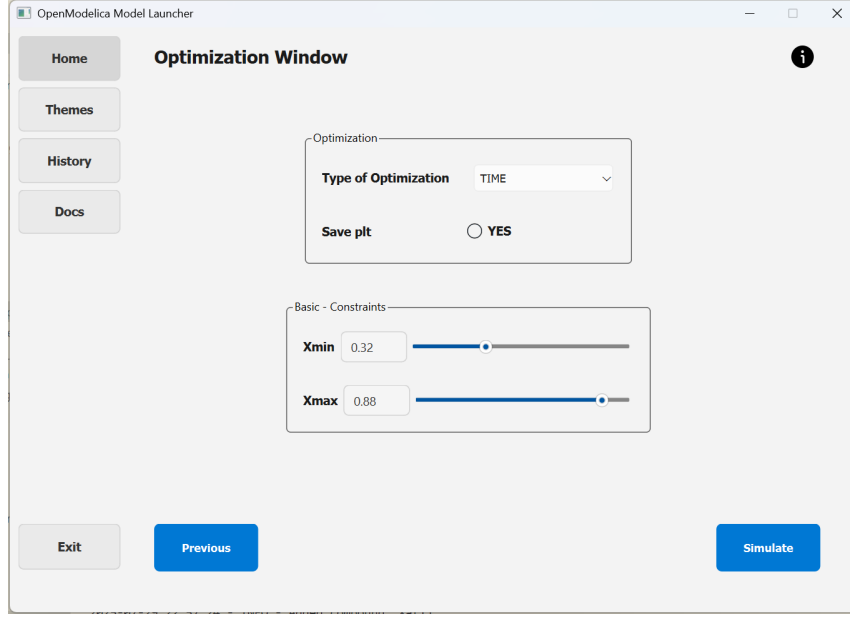 OpenModelica Model Launcher
Home
Optimization Window
i
Themes
History
Docs
Optimization
Type of Optimization TIME
Save plt YES
Basic - Constraints
Xmin 0.32
Xmax 0.88
Exit
Previous
Simulate